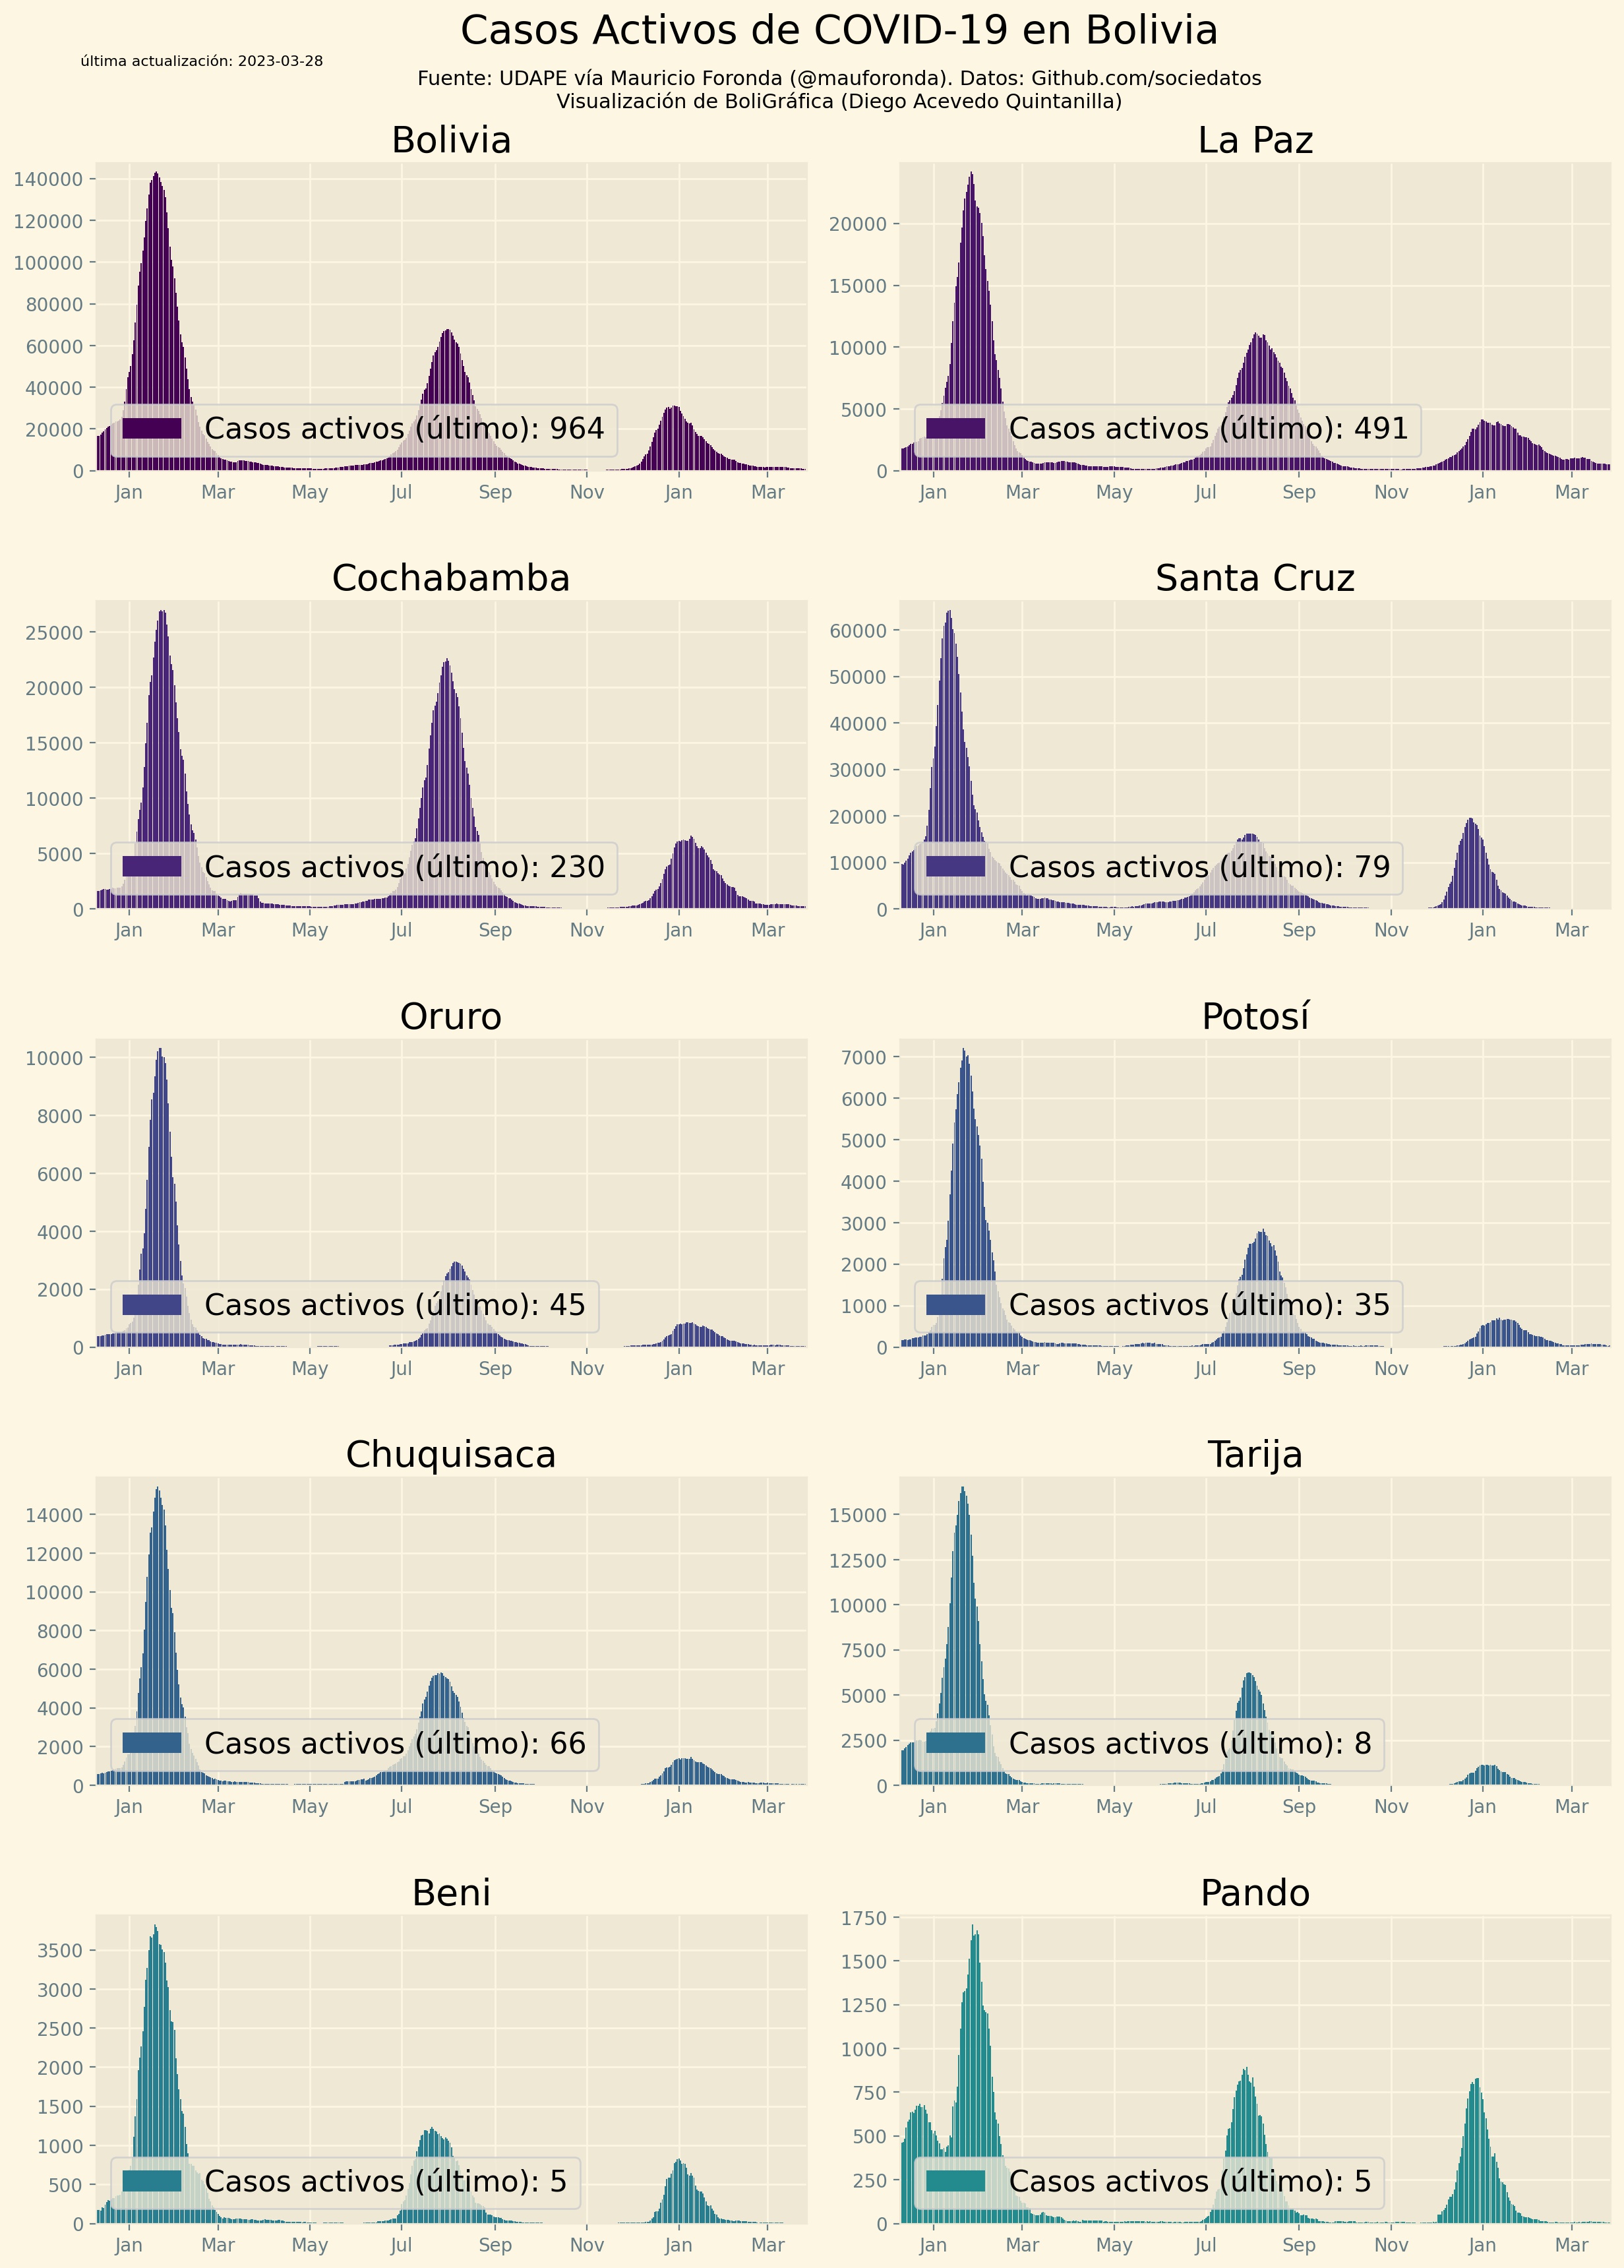 Casos Activos de COVID-19 en Bolivia
última actualización: 2023-03-28
Fuente: UDAPE vía Mauricio Foronda (@mauforonda). Datos: Github.com/sociedatos
Visualización de BoliGráfica (Diego Acevedo Quintanilla)
Bolivia
140000
120000
100000
80000
60000
40000
20000
0
Casos activos (último): 964
Jan Mar May Jul Sep Nov Jan Mar
La Paz
20000
15000
10000
5000
0
Casos activos (último): 491
Jan Mar May Jul Sep Nov Jan Mar
Cochabamba
25000
20000
15000
10000
5000
0
Casos activos (último): 230
Jan Mar May Jul Sep Nov Jan Mar
Santa Cruz
60000
50000
40000
30000
20000
10000
0
Casos activos (último): 79
Jan Mar May Jul Sep Nov Jan Mar
Oruro
10000
8000
6000
4000
2000
0
Casos activos (último): 45
Jan Mar May Jul Sep Nov Jan Mar
Potosí
7000
6000
5000
4000
3000
2000
1000
0
Casos activos (último): 35
Jan Mar May Jul Sep Nov Jan Mar
Chuquisaca
14000
12000
10000
8000
6000
4000
2000
0
Casos activos (último): 66
Jan Mar May Jul Sep Nov Jan Mar
Tarija
15000
12500
10000
7500
5000
2500
0
Casos activos (último): 8
Jan Mar May Jul Sep Nov Jan Mar
Beni
3500
3000
2500
2000
1500
1000
500
0
Casos activos (último): 5
Jan Mar May Jul Sep Nov Jan Mar
Pando
1750
1500
1250
1000
750
500
250
0
Casos activos (último): 5
Jan Mar May Jul Sep Nov Jan Mar